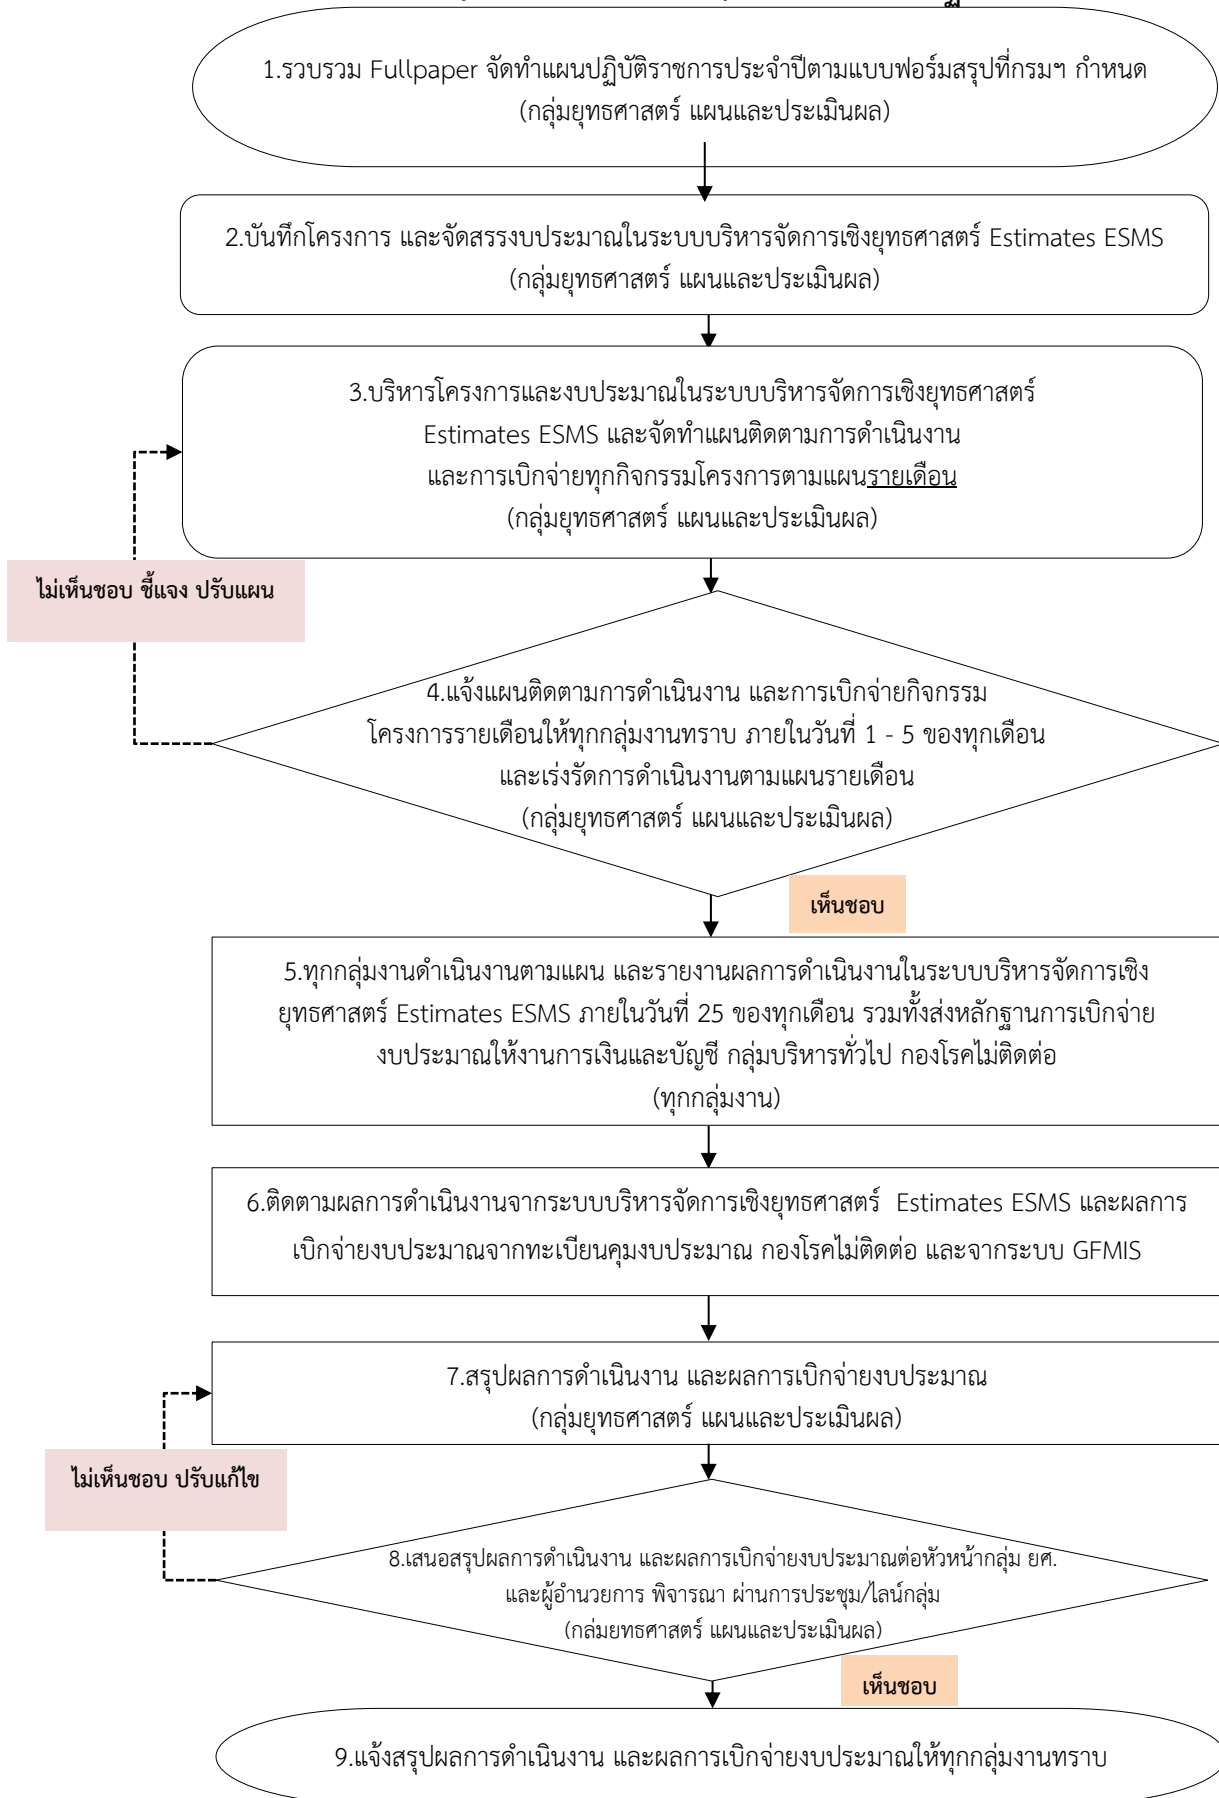 1.รวบรวม Fullpaper จัดทำแผนปฏิบัติราชการประจำปีตามแบบฟอร์มสรุปที่กรมฯ กำหนด
(กลุ่มยุทธศาสตร์ แผนและประเมินผล)
2.บันทึกโครงการ และจัดสรรงบประมาณในระบบบริหารจัดการเชิงยุทธศาสตร์ Estimates ESMS
(กลุ่มยุทธศาสตร์ แผนและประเมินผล)
3.บริหารโครงการและงบประมาณในระบบบริหารจัดการเชิงยุทธศาสตร์
Estimates ESMS และจัดทำแผนติดตามการดำเนินงาน
และการเบิกจ่ายทุกกิจกรรมโครงการตามแผนรายเดือน
(กลุ่มยุทธศาสตร์ แผนและประเมินผล)
ไม่เห็นชอบ ชี้แจง ปรับแผน
4.แจ้งแผนติดตามการดำเนินงาน และการเบิกจ่ายกิจกรรม
โครงการรายเดือนให้ทุกกลุ่มงานทราบ ภายในวันที่ 1 - 5 ของทุกเดือน
และเร่งรัดการดำเนินงานตามแผนรายเดือน
(กลุ่มยุทธศาสตร์ แผนและประเมินผล)
เห็นชอบ
5.ทุกกลุ่มงานดำเนินงานตามแผน และรายงานผลการดำเนินงานในระบบบริหารจัดการเชิง
ยุทธศาสตร์ Estimates ESMS ภายในวันที่ 25 ของทุกเดือน รวมทั้งส่งหลักฐานการเบิกจ่าย
งบประมาณให้งานการเงินและบัญชี กลุ่มบริหารทั่วไป กองโรคไม่ติดต่อ
(ทุกกลุ่มงาน)
6.ติดตามผลการดำเนินงานจากระบบบริหารจัดการเชิงยุทธศาสตร์ Estimates ESMS และผลการ
เบิกจ่ายงบประมาณจากทะเบียนคุมงบประมาณ กองโรคไม่ติดต่อ และจากระบบ GFMIS
7.สรุปผลการดำเนินงาน และผลการเบิกจ่ายงบประมาณ
(กลุ่มยุทธศาสตร์ แผนและประเมินผล)
ไม่เห็นชอบ ปรับแก้ไข
8.เสนอสรุปผลการดำเนินงาน และผลการเบิกจ่ายงบประมาณต่อหัวหน้ากลุ่ม ยศ.
และผู้อำนวยการ พิจารณา ผ่านการประชุม/ไลน์กลุ่ม
(กลุ่มยุทธศาสตร์ แผนและประเมินผล)
เห็นชอบ
9.แจ้งสรุปผลการดำเนินงาน และผลการเบิกจ่ายงบประมาณให้ทุกกลุ่มงานทราบ